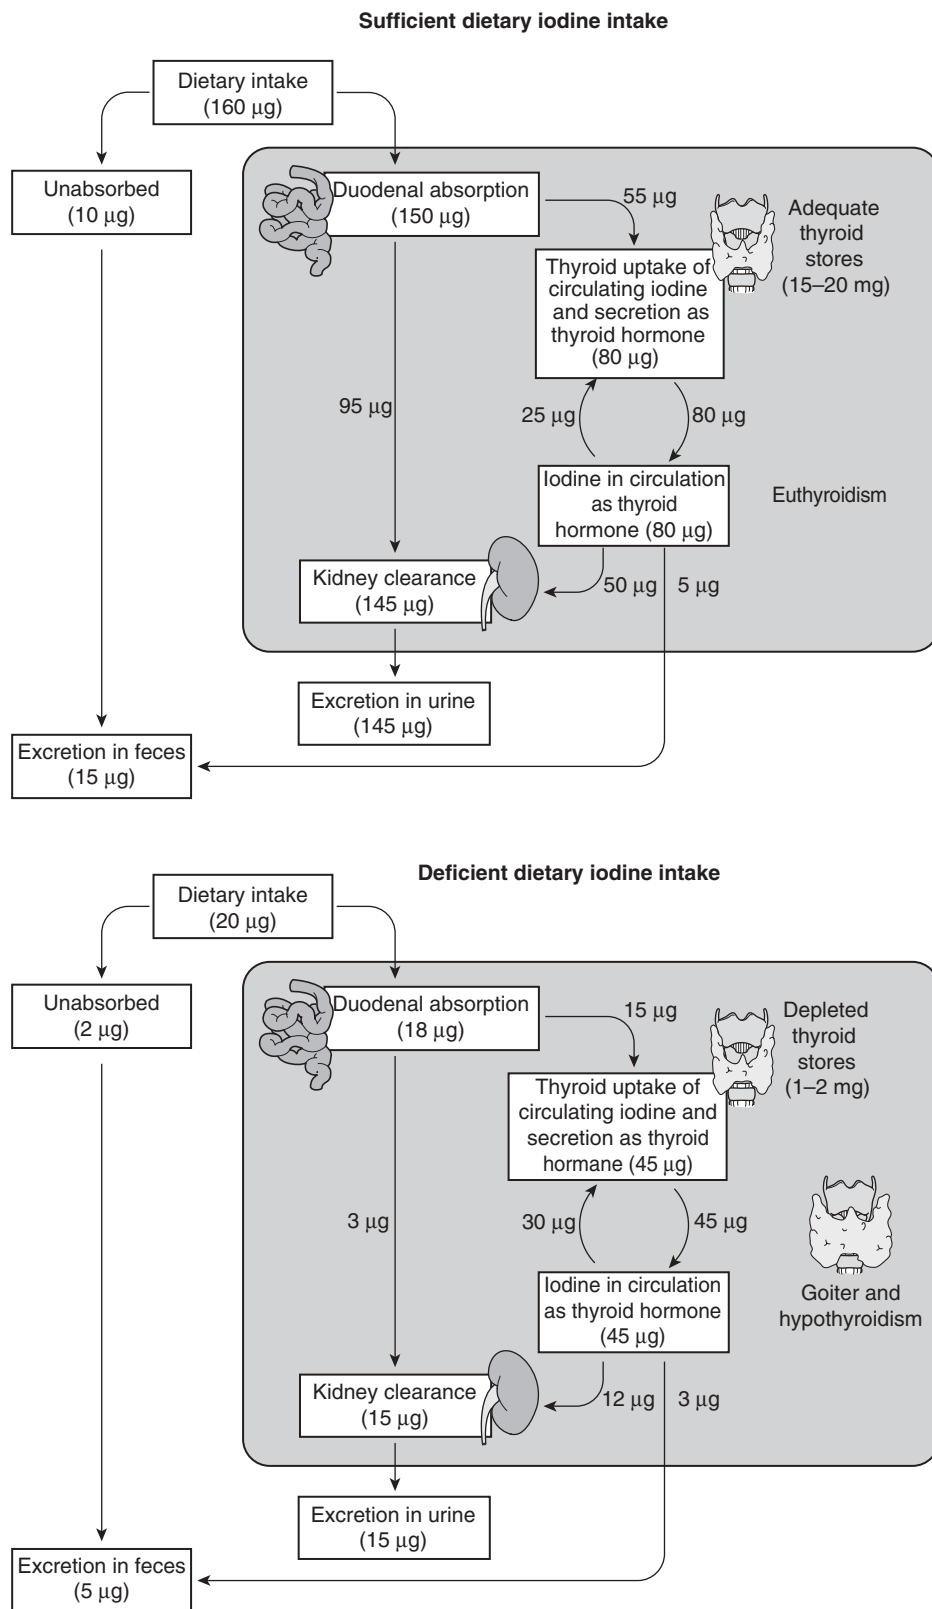 Sufficient dietary iodine intake
Dietary intake
(160 μg)
Unabsorbed
(10 μg)
Duodenal absorption
(150 μg)
55 μg
Adequate
thyroid
stores
(15–20 mg)
Thyroid uptake of
circulating iodine
and secretion as
thyroid hormone
(80 μg)
95 μg
25 μg
80 μg
Iodine in circulation
as thyroid
hormone (80 μg)
Euthyroidism
Kidney clearance
(145 μg)
50 μg
5 μg
Excretion in urine
(145 μg)
Excretion in feces
(15 μg)
Deficient dietary iodine intake
Dietary intake
(20 μg)
Unabsorbed
(2 μg)
Duodenal absorption
(18 μg)
15 μg
Depleted
thyroid
stores
(1–2 mg)
Thyroid uptake of
circulating iodine and
secretion as thyroid
hormane (45 μg)
3 μg
30 μg
45 μg
Iodine in circulation
as thyroid hormone
(45 μg)
Goiter and
hypothyroidism
Kidney clearance
(15 μg)
12 μg
3 μg
Excretion in urine
(15 μg)
Excretion in feces
(5 μg)